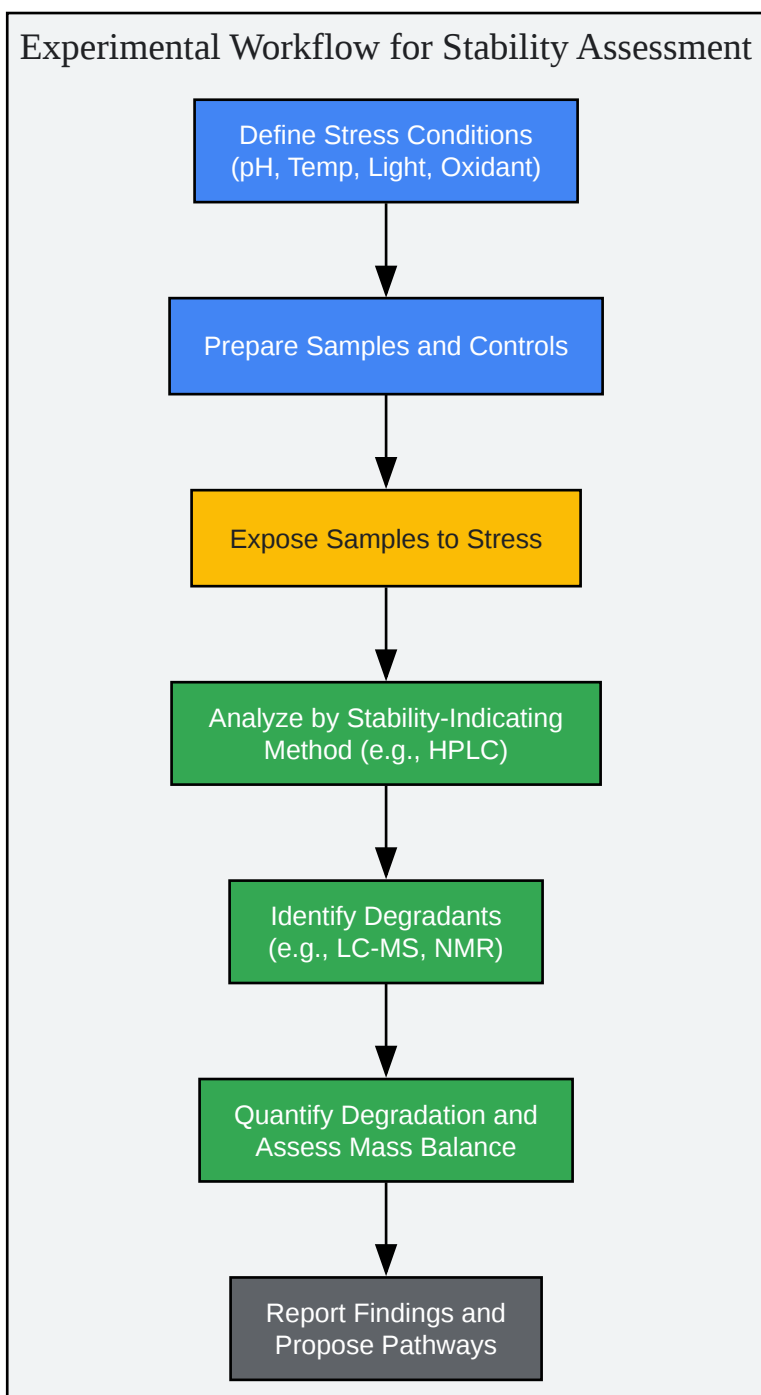 Experimental Workflow for Stability Assessment
Define Stress Conditions
(pH, Temp, Light, Oxidant)
Prepare Samples and Controls
Expose Samples to Stress
Analyze by Stability-Indicating
Method (e.g., HPLC)
Identify Degradants
(e.g., LC-MS, NMR)
Quantify Degradation and
Assess Mass Balance
Report Findings and
Propose Pathways